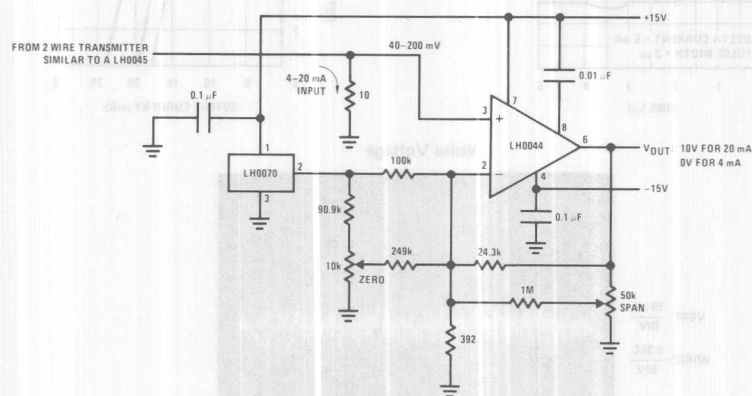 +15V
FROM 2 WIRE TRANSMITTER
SIMILAR TO A LH0045
40–200 mV
4–20 mA
INPUT
10
0.01 µF
0.1 µF
3
+
7
8
LH0044
6
VOUT: 10V FOR 20 mA
0V FOR 4 mA
2
−
4
−15V
0.1 µF
1
LH0070
2
3
100k
90.9k
10k
ZERO
249k
24.3k
1M
50k
SPAN
392